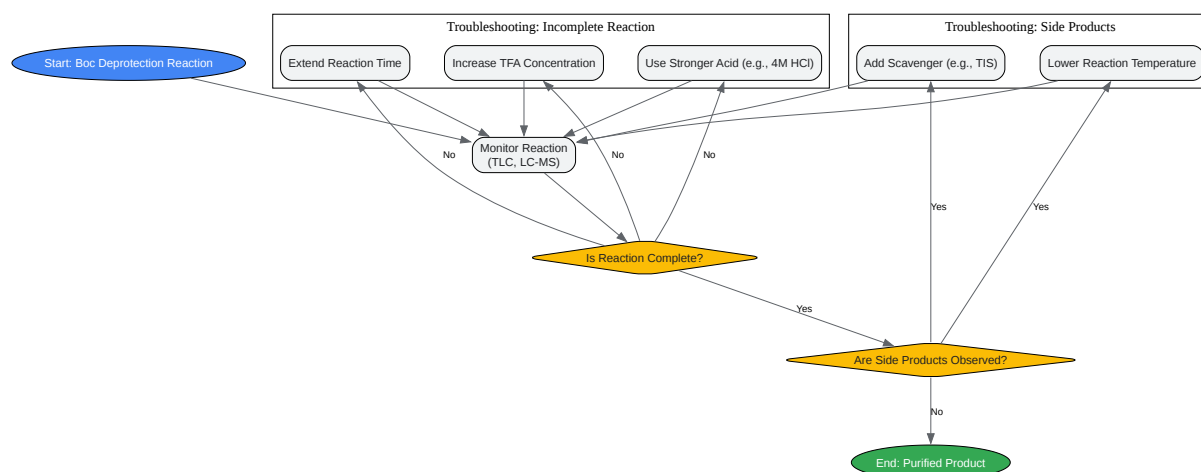 Troubleshooting: Incomplete Reaction
Troubleshooting: Side Products
Start: Boc Deprotection Reaction
Extend Reaction Time
Increase TFA Concentration
Use Stronger Acid (e.g., 4M HCl)
Add Scavenger (e.g., TIS)
Lower Reaction Temperature
Monitor Reaction
(TLC, LC-MS)
No
No
No
Is Reaction Complete?
Yes
Yes
Yes
Are Side Products Observed?
No
End: Purified Product